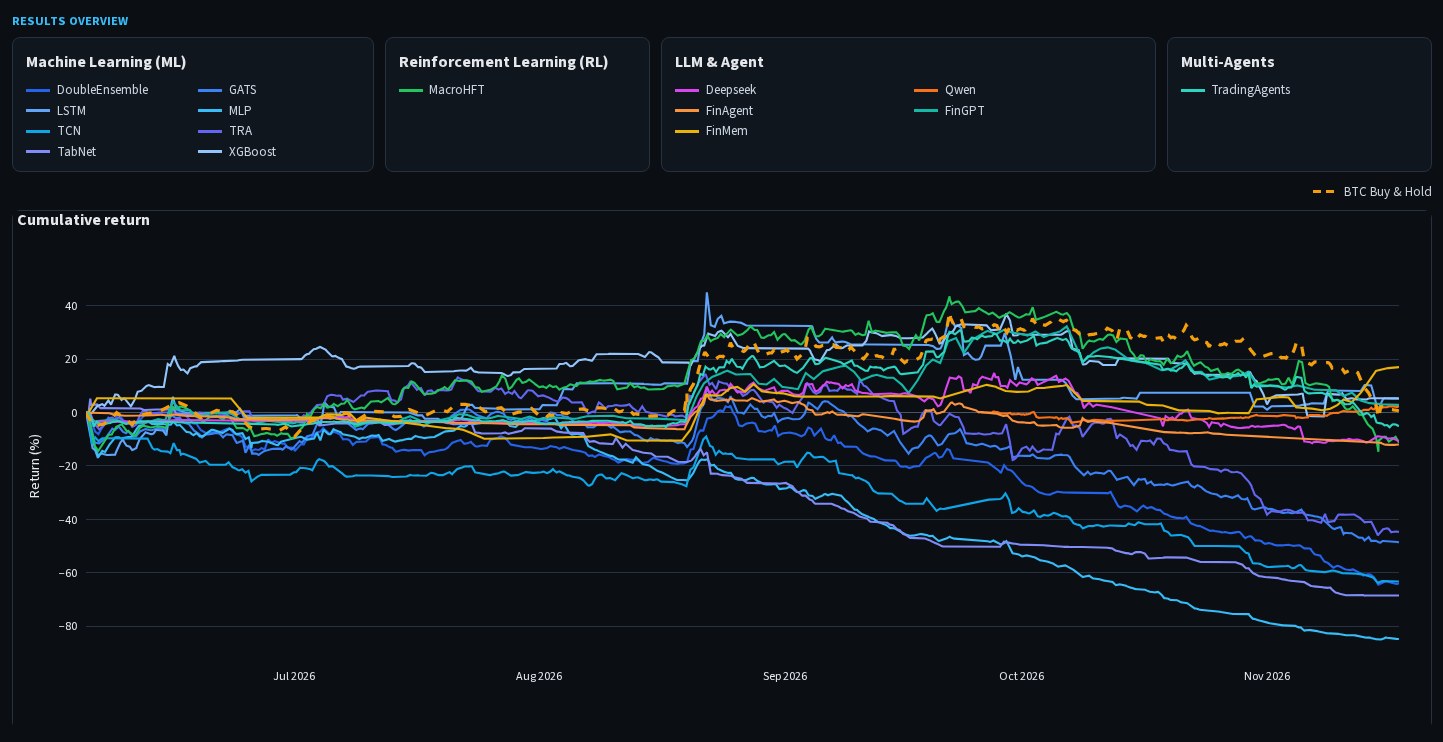 RESULTS OVERVIEW
Machine Learning (ML)
DoubleEnsemble
GATS
LSTM
MLP
TCN
TRA
TabNet
XGBoost
Reinforcement Learning (RL)
MacroHFT
LLM & Agent
Deepseek
Qwen
FinAgent
FinGPT
FinMem
Multi-Agents
TradingAgents
BTC Buy & Hold
Cumulative return
Return (%)
40
20
0
−20
−40
−60
−80
Jul 2026
Aug 2026
Sep 2026
Oct 2026
Nov 2026